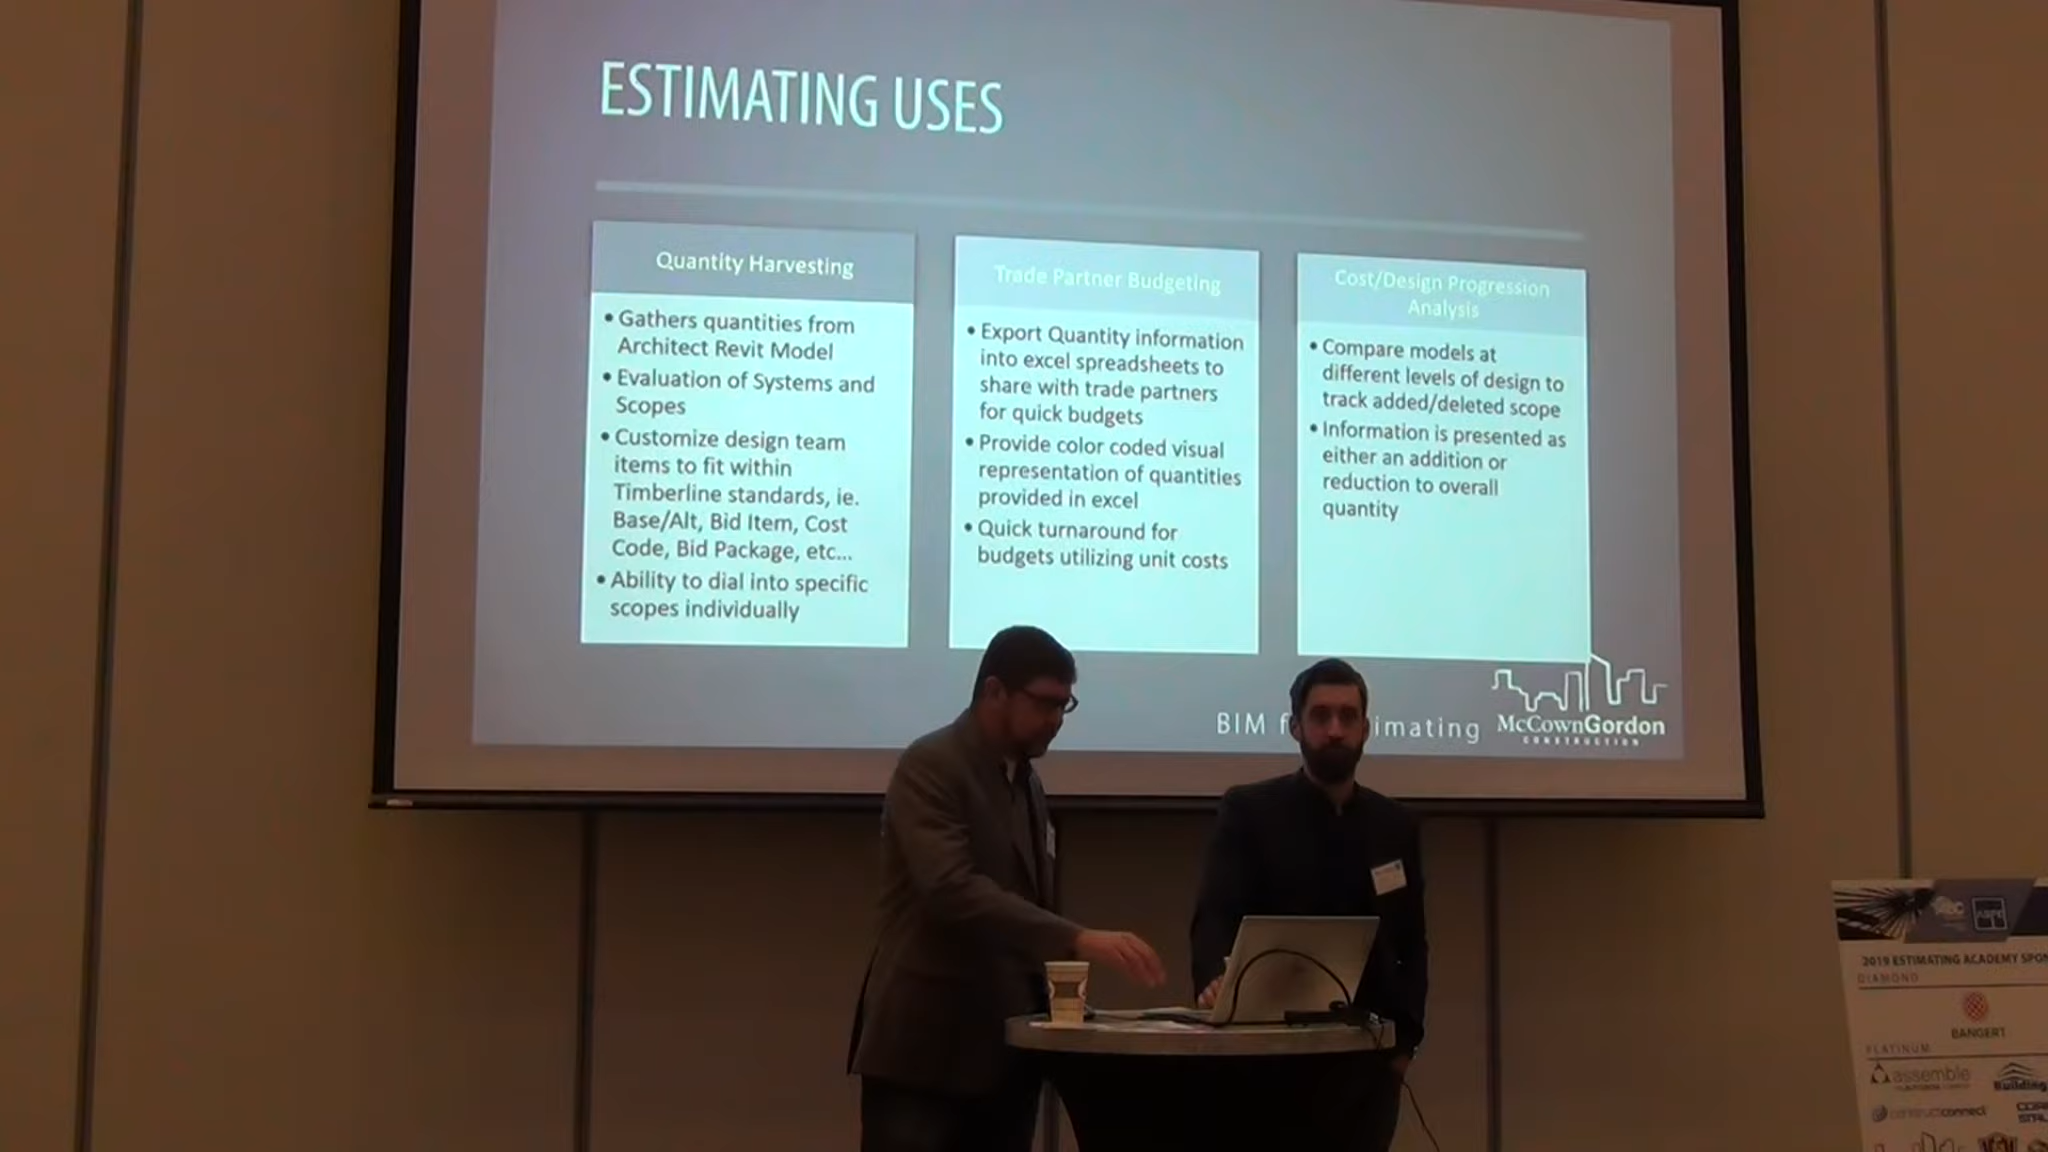 ESTIMATING USES
Quantity Harvesting
• Gathers quantities from
Architect Revit Model
• Evaluation of Systems and
Scopes
• Customize design team
items to fit within
Timberline standards, ie.
Base/Alt, Bid Item, Cost
Code, Bid Package, etc...
• Ability to dial into specific
scopes individually
Trade Partner Budgeting
• Export Quantity information
into excel spreadsheets to
share with trade partners
for quick budgets
• Provide color coded visual
representation of quantities
provided in excel
• Quick turnaround for
budgets utilizing unit costs
Cost/Design Progression
Analysis
• Compare models at
different levels of design to
track added/deleted scope
• Information is presented as
either an addition or
reduction to overall
quantity
BIM f imating
McCownGordon
CONSTRUCTION
2019 ESTIMATING ACADEMY SPON
DIAMOND
BANGERT
PLATINUM
assemble
Building
constructconnect